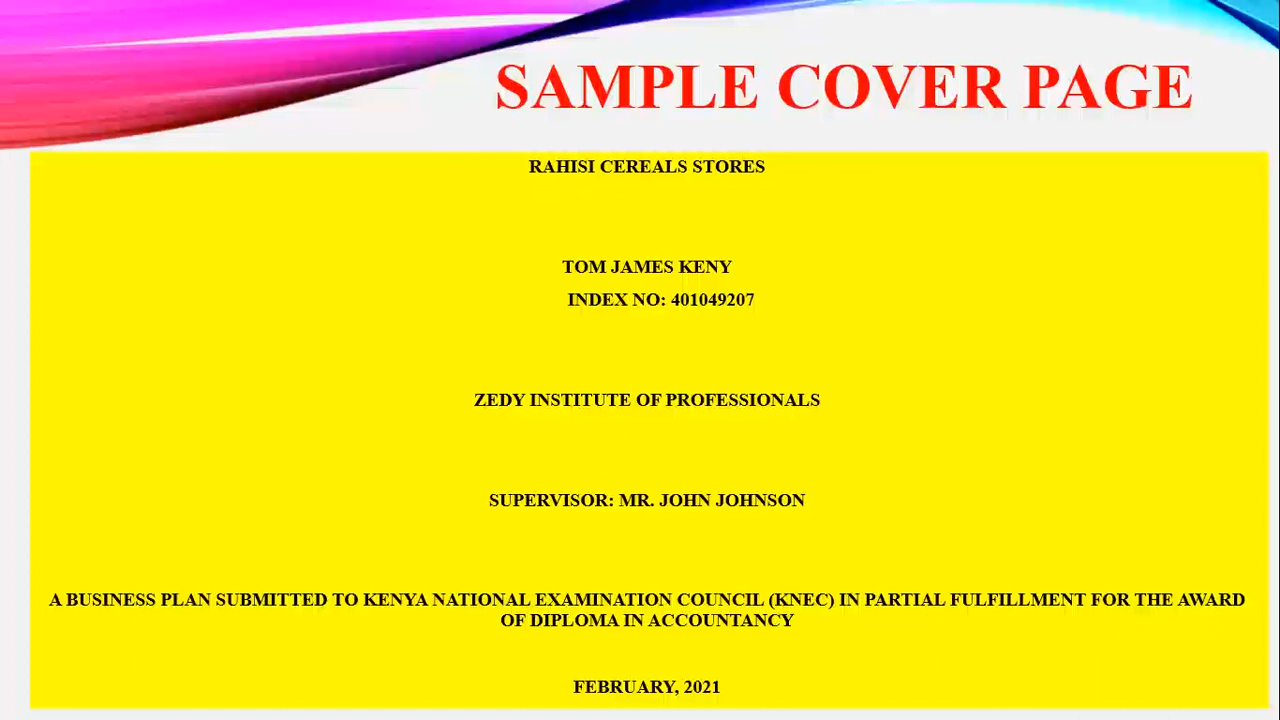 SAMPLE COVER PAGE
RAHISI CEREALS STORES
TOM JAMES KENY
INDEX NO: 401049207
ZEDY INSTITUTE OF PROFESSIONALS
SUPERVISOR: MR. JOHN JOHNSON
A BUSINESS PLAN SUBMITTED TO KENYA NATIONAL EXAMINATION COUNCIL (KNEC) IN PARTIAL FULFILLMENT FOR THE AWARD
OF DIPLOMA IN ACCOUNTANCY
FEBRUARY, 2021